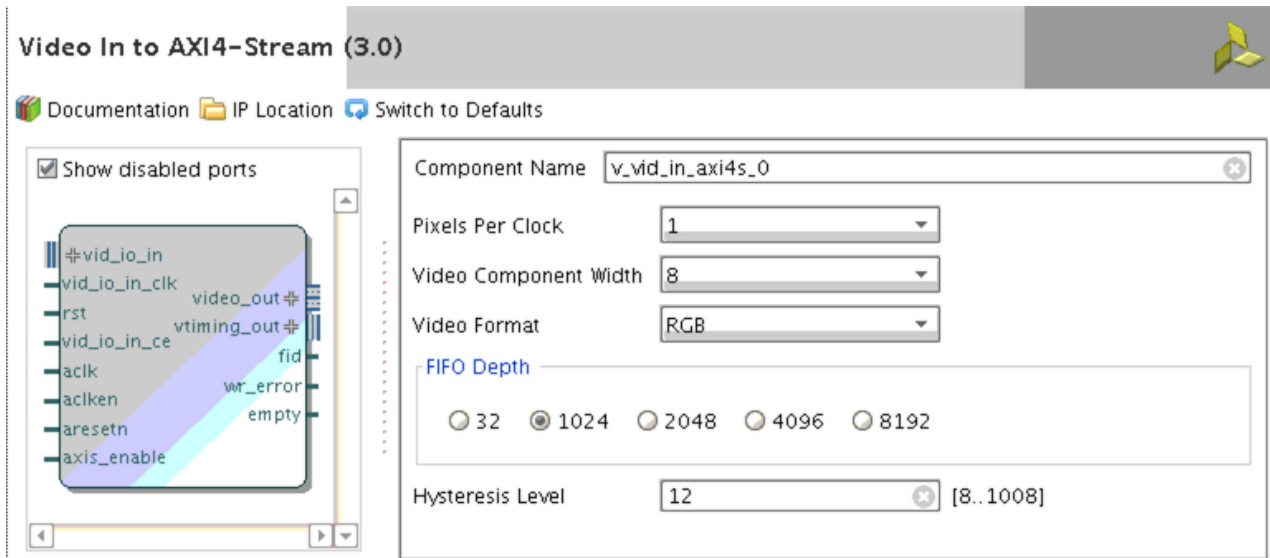 Video In to AXI4-Stream (3.0)
Documentation IP Location Switch to Defaults
Show disabled ports
vid_io_in
vid_io_in_clk
rst
vid_io_in_ce
aclk
aclken
aresetn
axis_enable
video_out
vtiming_out
fid
wr_error
empty
Component Name v_vid_in_axi4s_0
Pixels Per Clock 1
Video Component Width 8
Video Format RGB
FIFO Depth
32 1024 2048 4096 8192
Hysteresis Level 12 [8..1008]